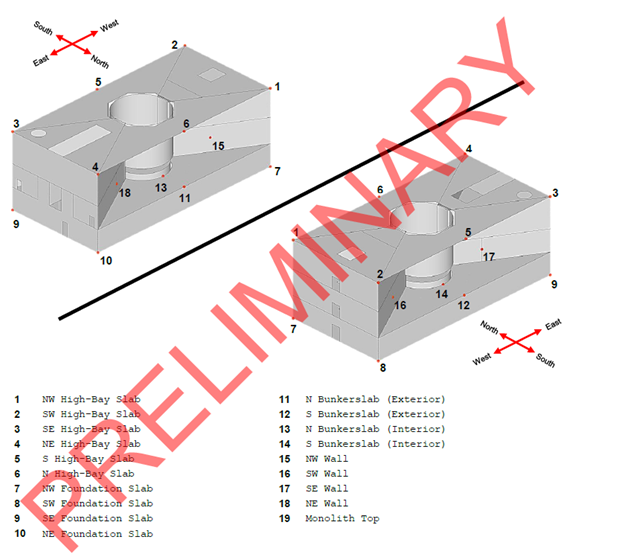 South
West
East
North
2
5
1
3
6
4
15
7
18
13
11
9
10
4
6
3
1
5
17
2
9
16
14
12
7
8
North
East
West
South
PRELIMINARY
1 NW High-Bay Slab
2 SW High-Bay Slab
3 SE High-Bay Slab
4 NE High-Bay Slab
5 S High-Bay Slab
6 N High-Bay Slab
7 NW Foundation Slab
8 SW Foundation Slab
9 SE Foundation Slab
10 NE Foundation Slab
11 N Bunkerslab (Exterior)
12 S Bunkerslab (Exterior)
13 N Bunkerslab (Interior)
14 S Bunkerslab (Interior)
15 NW Wall
16 SW Wall
17 SE Wall
18 NE Wall
19 Monolith Top